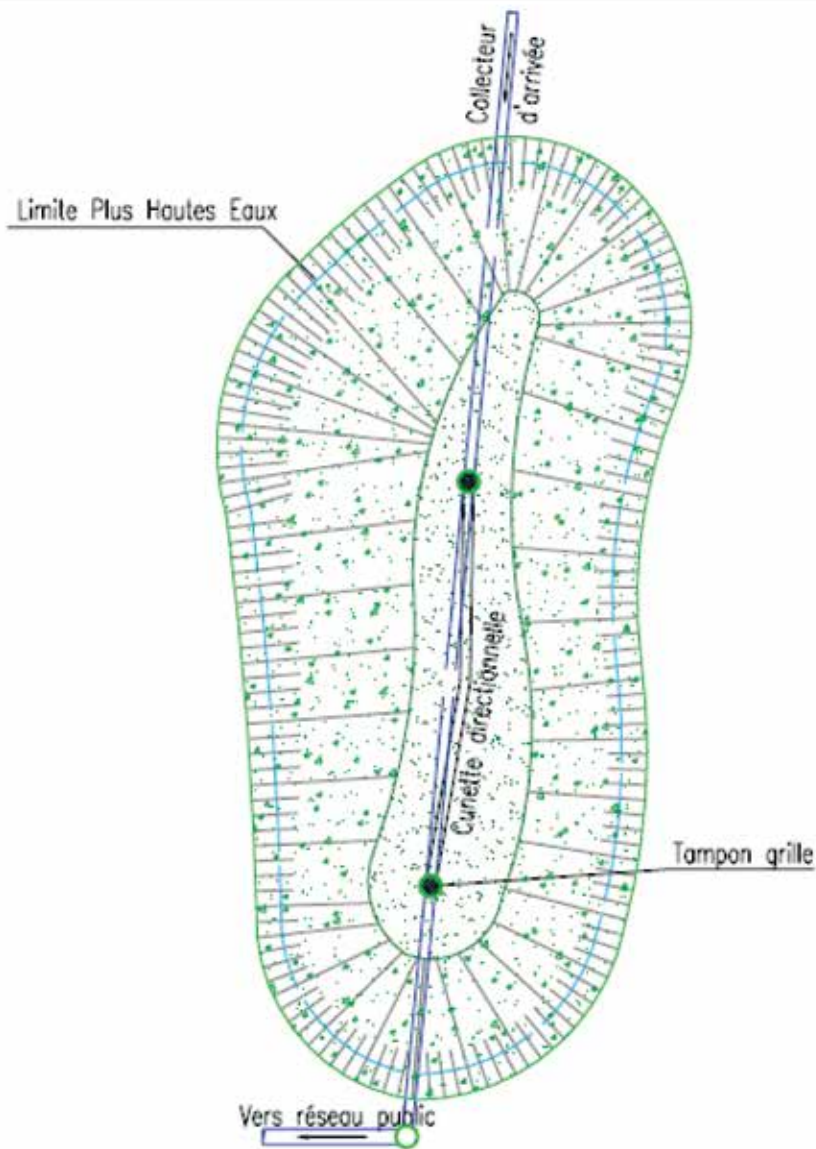 Collecteur
d'arrivée
Limite Plus Hautes Eaux
Cunette directionnelle
Tampon grille
Vers réseau public